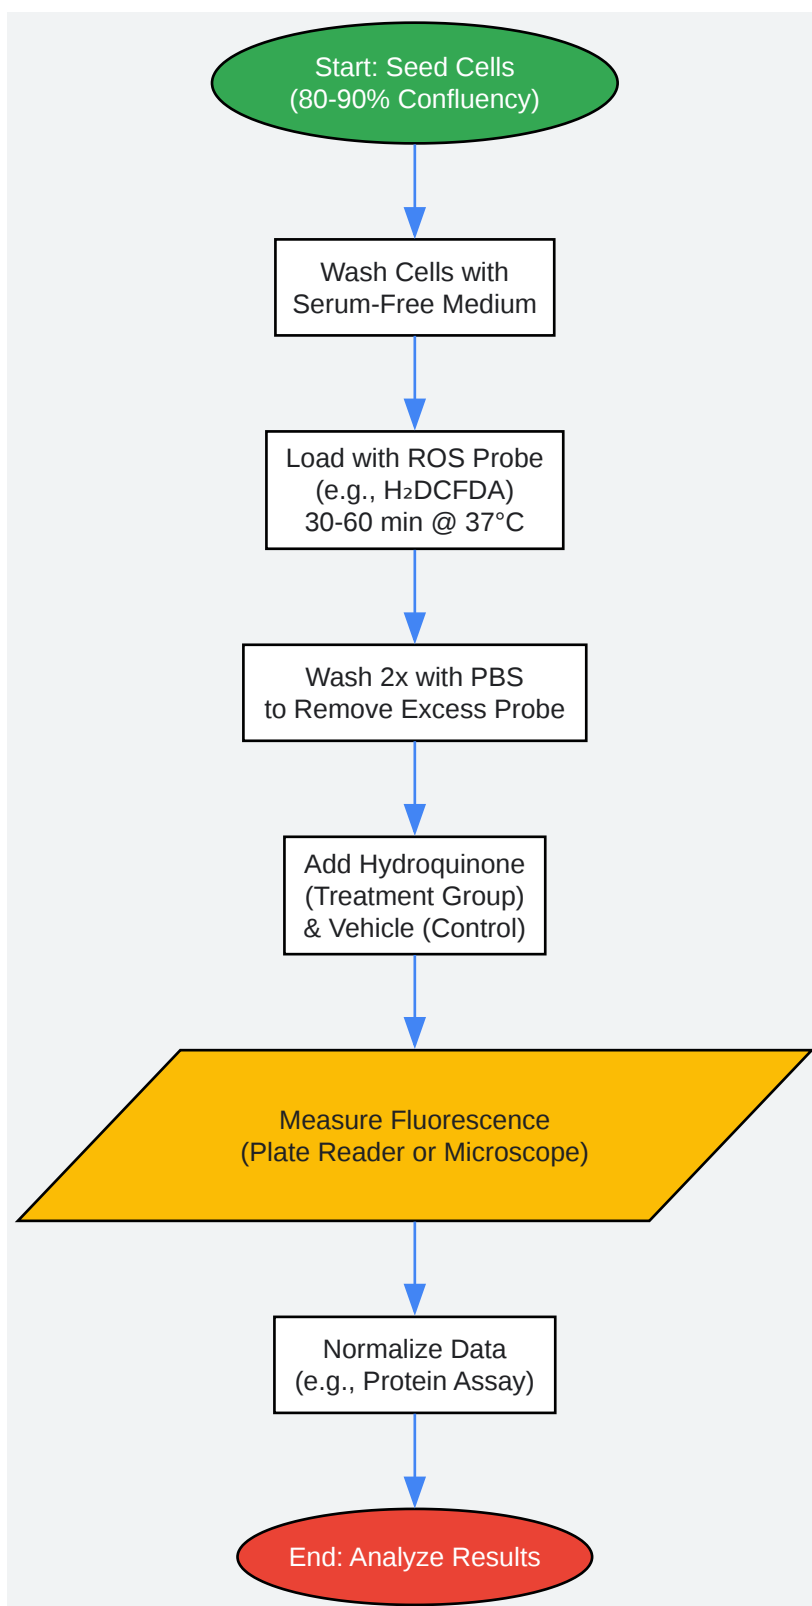 Start: Seed Cells
(80-90% Confluency)
Wash Cells with
Serum-Free Medium
Load with ROS Probe
(e.g., H₂DCFDA)
30-60 min @ 37°C
Wash 2x with PBS
to Remove Excess Probe
Add Hydroquinone
(Treatment Group)
& Vehicle (Control)
Measure Fluorescence
(Plate Reader or Microscope)
Normalize Data
(e.g., Protein Assay)
End: Analyze Results